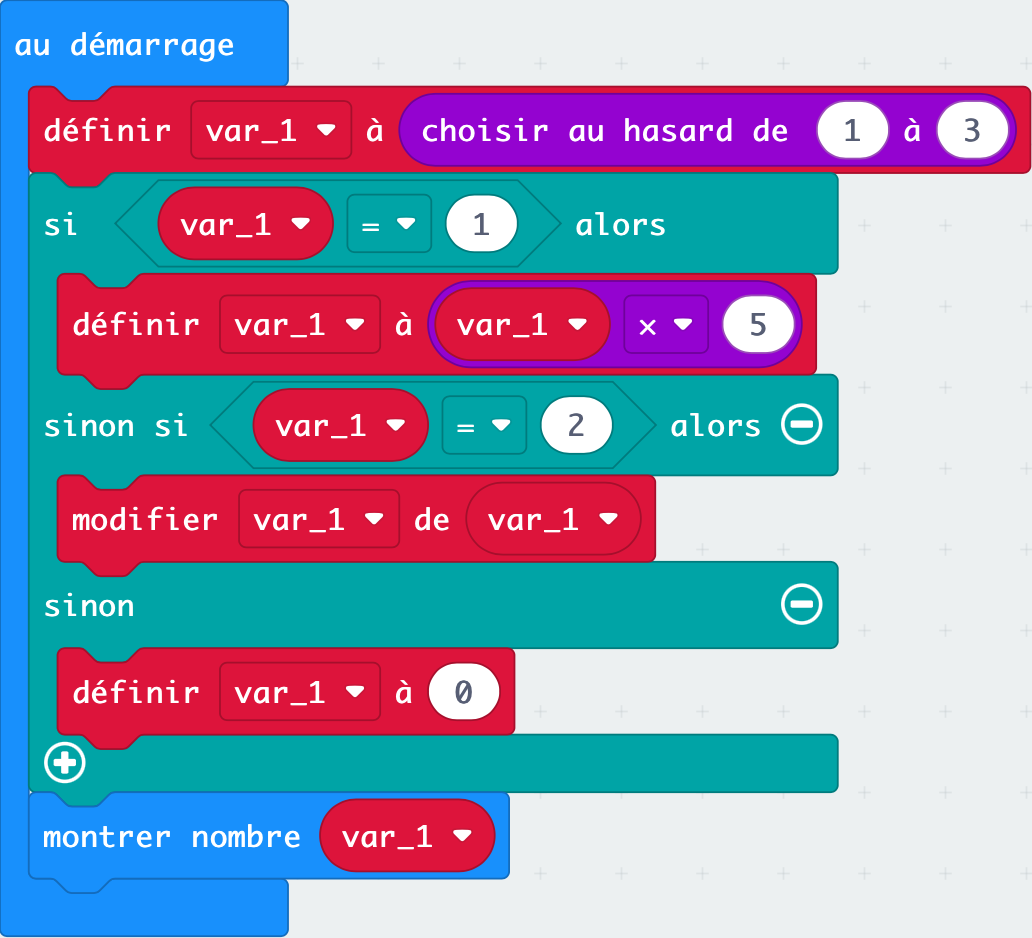 au démarrage
définir var_1 à choisir au hasard de 1 à 3
si var_1 = 1 alors
définir var_1 à var_1 × 5
sinon si var_1 = 2 alors
modifier var_1 de var_1
sinon
définir var_1 à 0
montrer nombre var_1